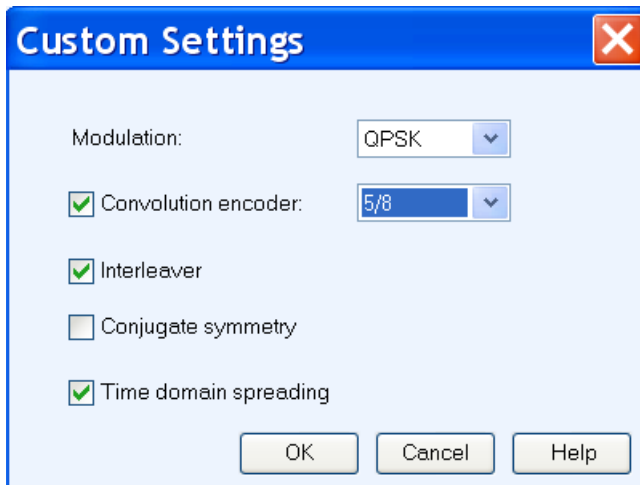 Custom Settings
Modulation: QPSK
Convolution encoder: 5/8
Interleaver
Conjugate symmetry
Time domain spreading
OK Cancel Help